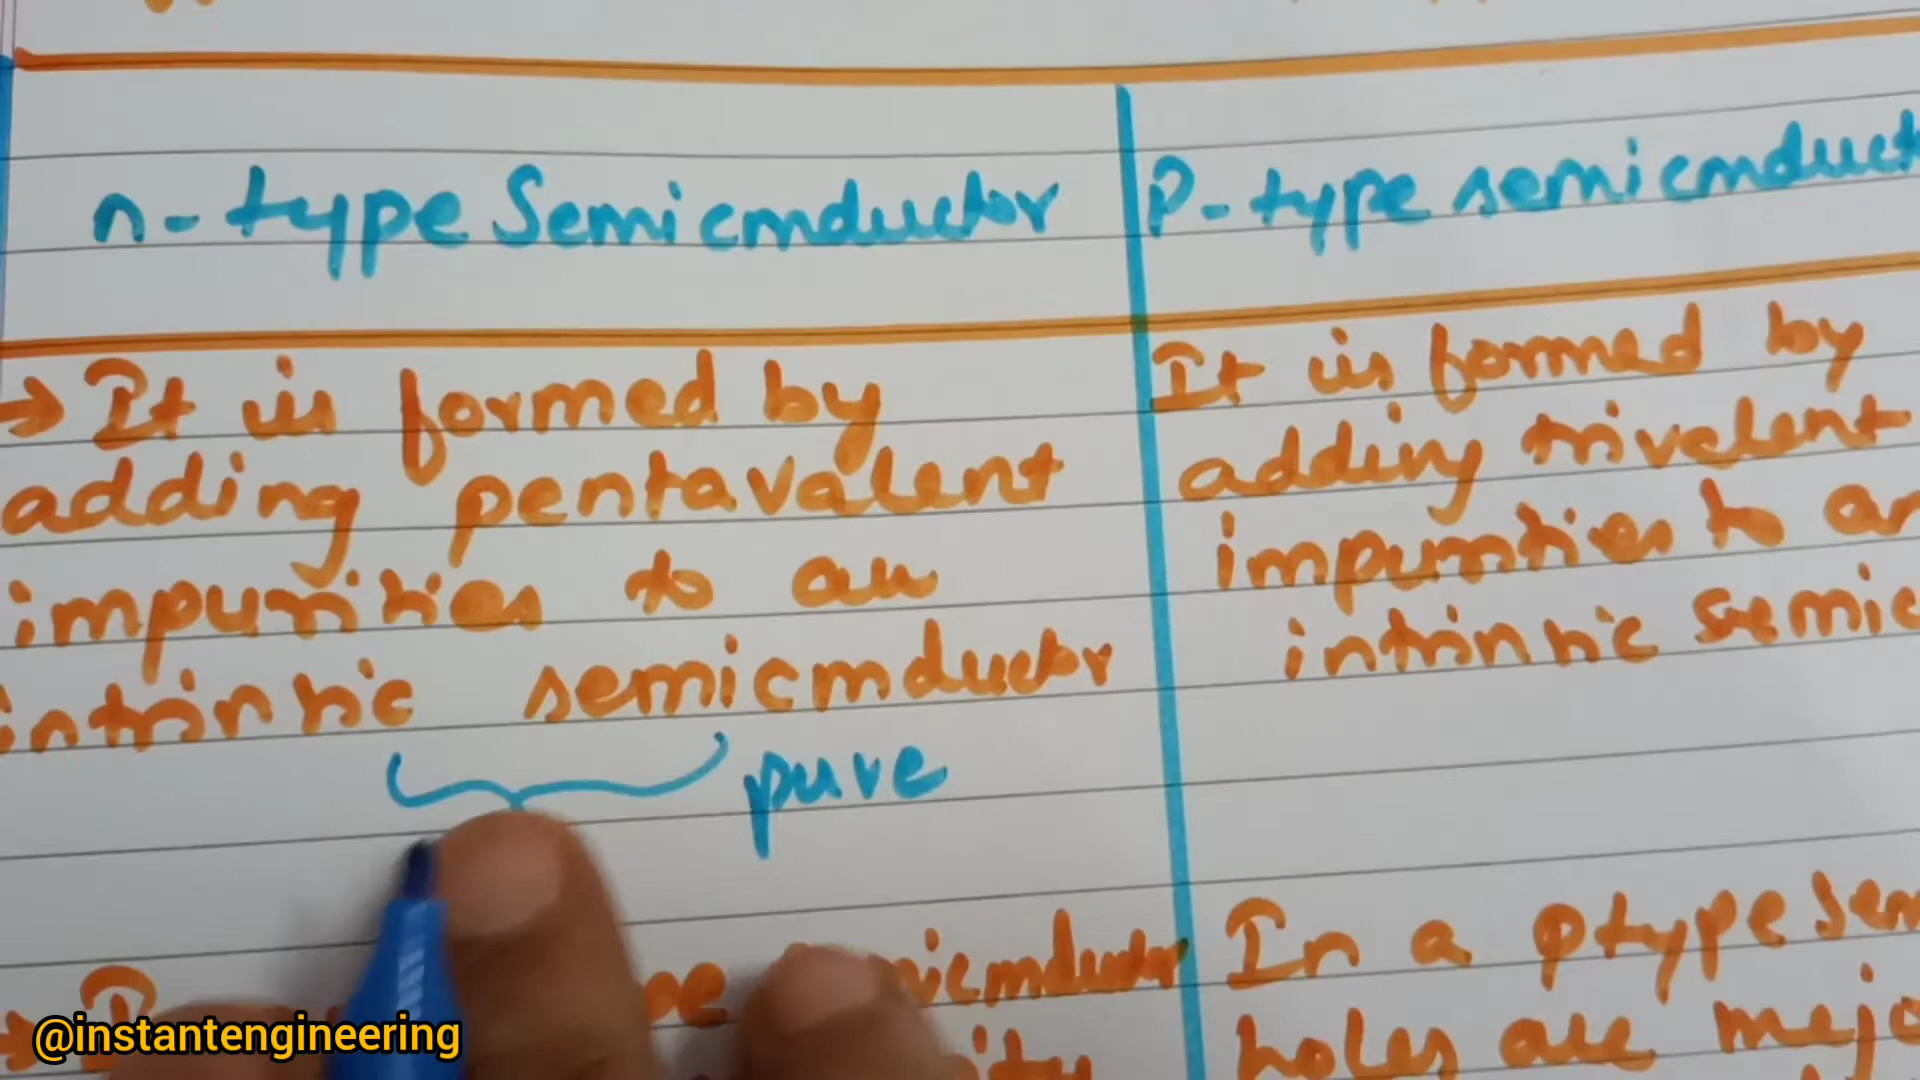 n-type Semiconductor
P-type semiconduct
→ It is formed by
adding pentavalent
impurities to an
intrinsic semiconductor
pure
It is formed by
adding trivalent
impurities to an
intrinsic semic
In a ptype Sem
holes are majo
@instantengineering